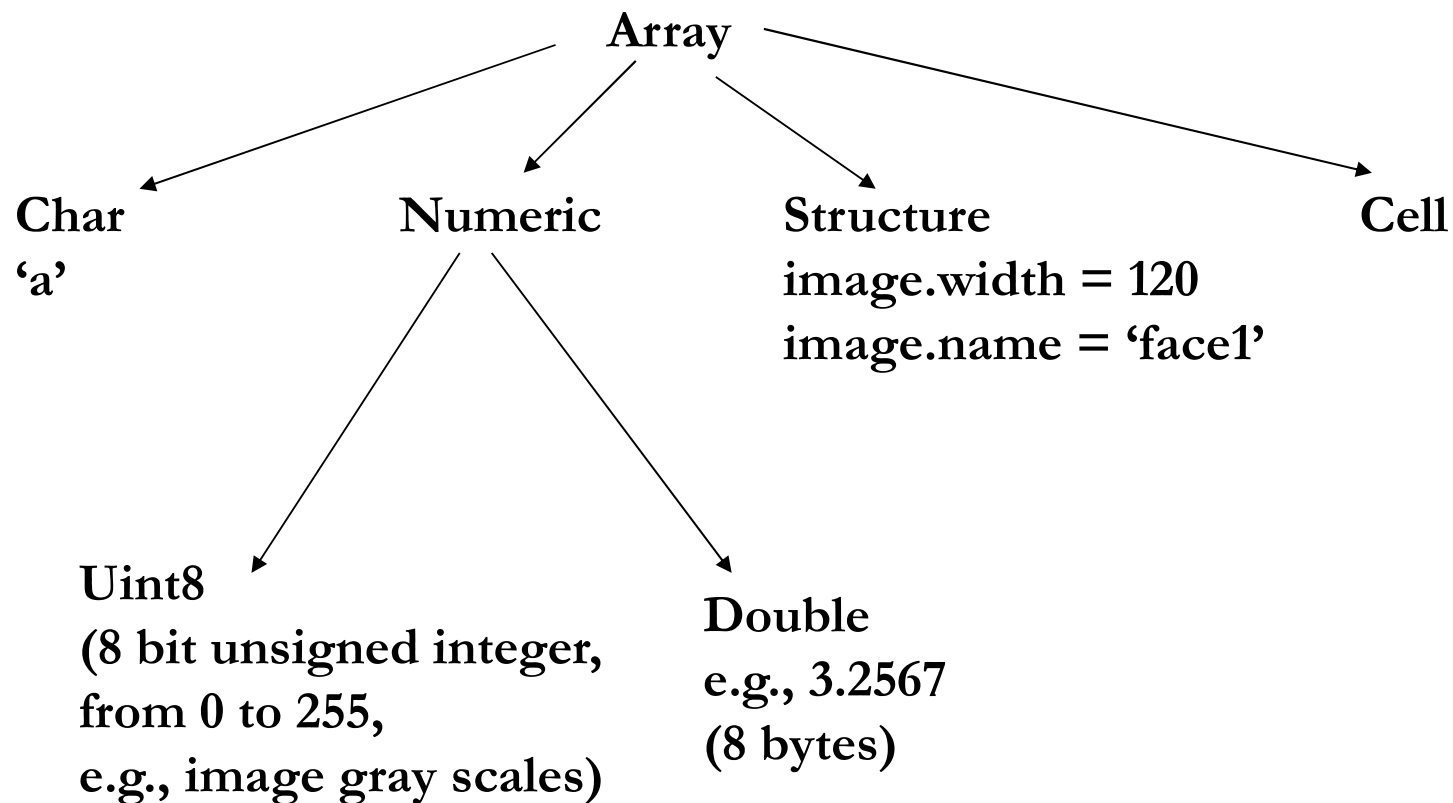 Array
Char
‘a’
Numeric
Structure
image.width = 120
image.name = ‘face1’
Cell
Uint8
(8 bit unsigned integer,
from 0 to 255,
e.g., image gray scales)
Double
e.g., 3.2567
(8 bytes)